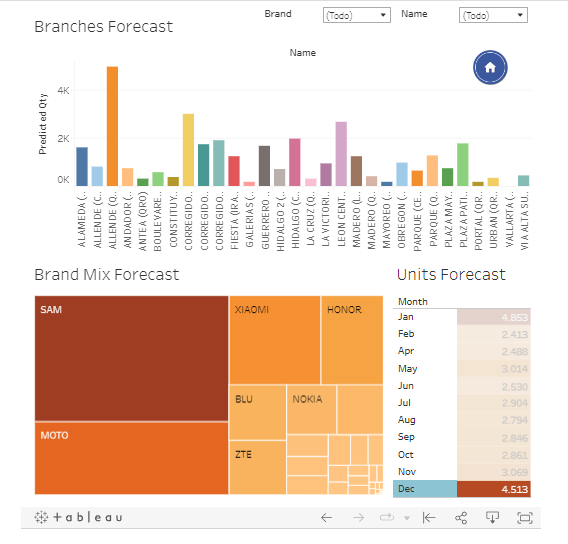 Brand (Todo) Name (Todo)
Branches Forecast
Name
Predicted Qty
4K
2K
0K
ALAMEDA (..
ALLENDE (C..
ALLENDE (Q..
ANDADOR (..
ANTEA (QRO)
BOULEVARE..
CONSTITUY..
CORREGIDO..
CORREGIDO..
CORREGIDO..
FIESTA (IRA..
GALERIAS (..
GUERRERO ..
HIDALGO 2 (..
HIDALGO (C..
LA CRUZ (Q..
LA VICTORI..
LEON CENT..
MADERO (L..
MADERO (Q..
MAYOREO (..
OBREGON (..
PARQUE (CE..
PARQUE (Q..
PLAZA MAY..
PLAZA PATI..
PORTAL (QR..
URBAN (QR..
VALLARTA (..
VIA ALTA SU..
Brand Mix Forecast
SAM
XIAOMI
HONOR
BLU
NOKIA
MOTO
ZTE
Units Forecast
Month
Jan 4.853
Feb 2.413
Apr 2.488
May 3.014
Jun 2.530
Jul 2.904
Aug 2.794
Sep 2.846
Oct 2.861
Nov 3.069
Dec 4.513
+ableau